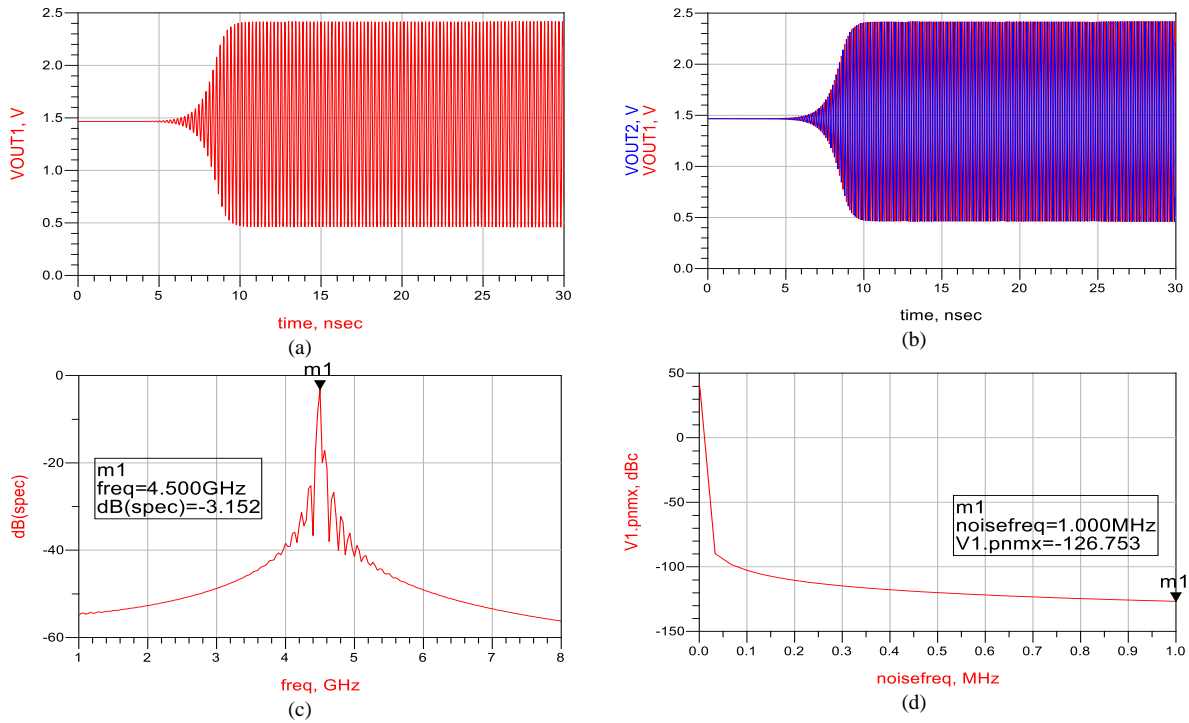 2.5
2.0
1.5
1.0
0.5
0.0
VOUT1, V
0 5 10 15 20 25 30
time, nsec
(a)
2.5
2.0
1.5
1.0
0.5
0.0
VOUT2, V
VOUT1, V
0 5 10 15 20 25 30
time, nsec
(b)
m1
0
-20
-40
-60
dB(spec)
m1
freq=4.500GHz
dB(spec)=-3.152
1 2 3 4 5 6 7 8
freq, GHz
(c)
50
0
-50
-100
-150
V1.pnmx, dBc
m1
noisefreq=1.000MHz
V1.pnmx=-126.753
m1
0.0 0.1 0.2 0.3 0.4 0.5 0.6 0.7 0.8 0.9 1.0
noisefreq, MHz
(d)